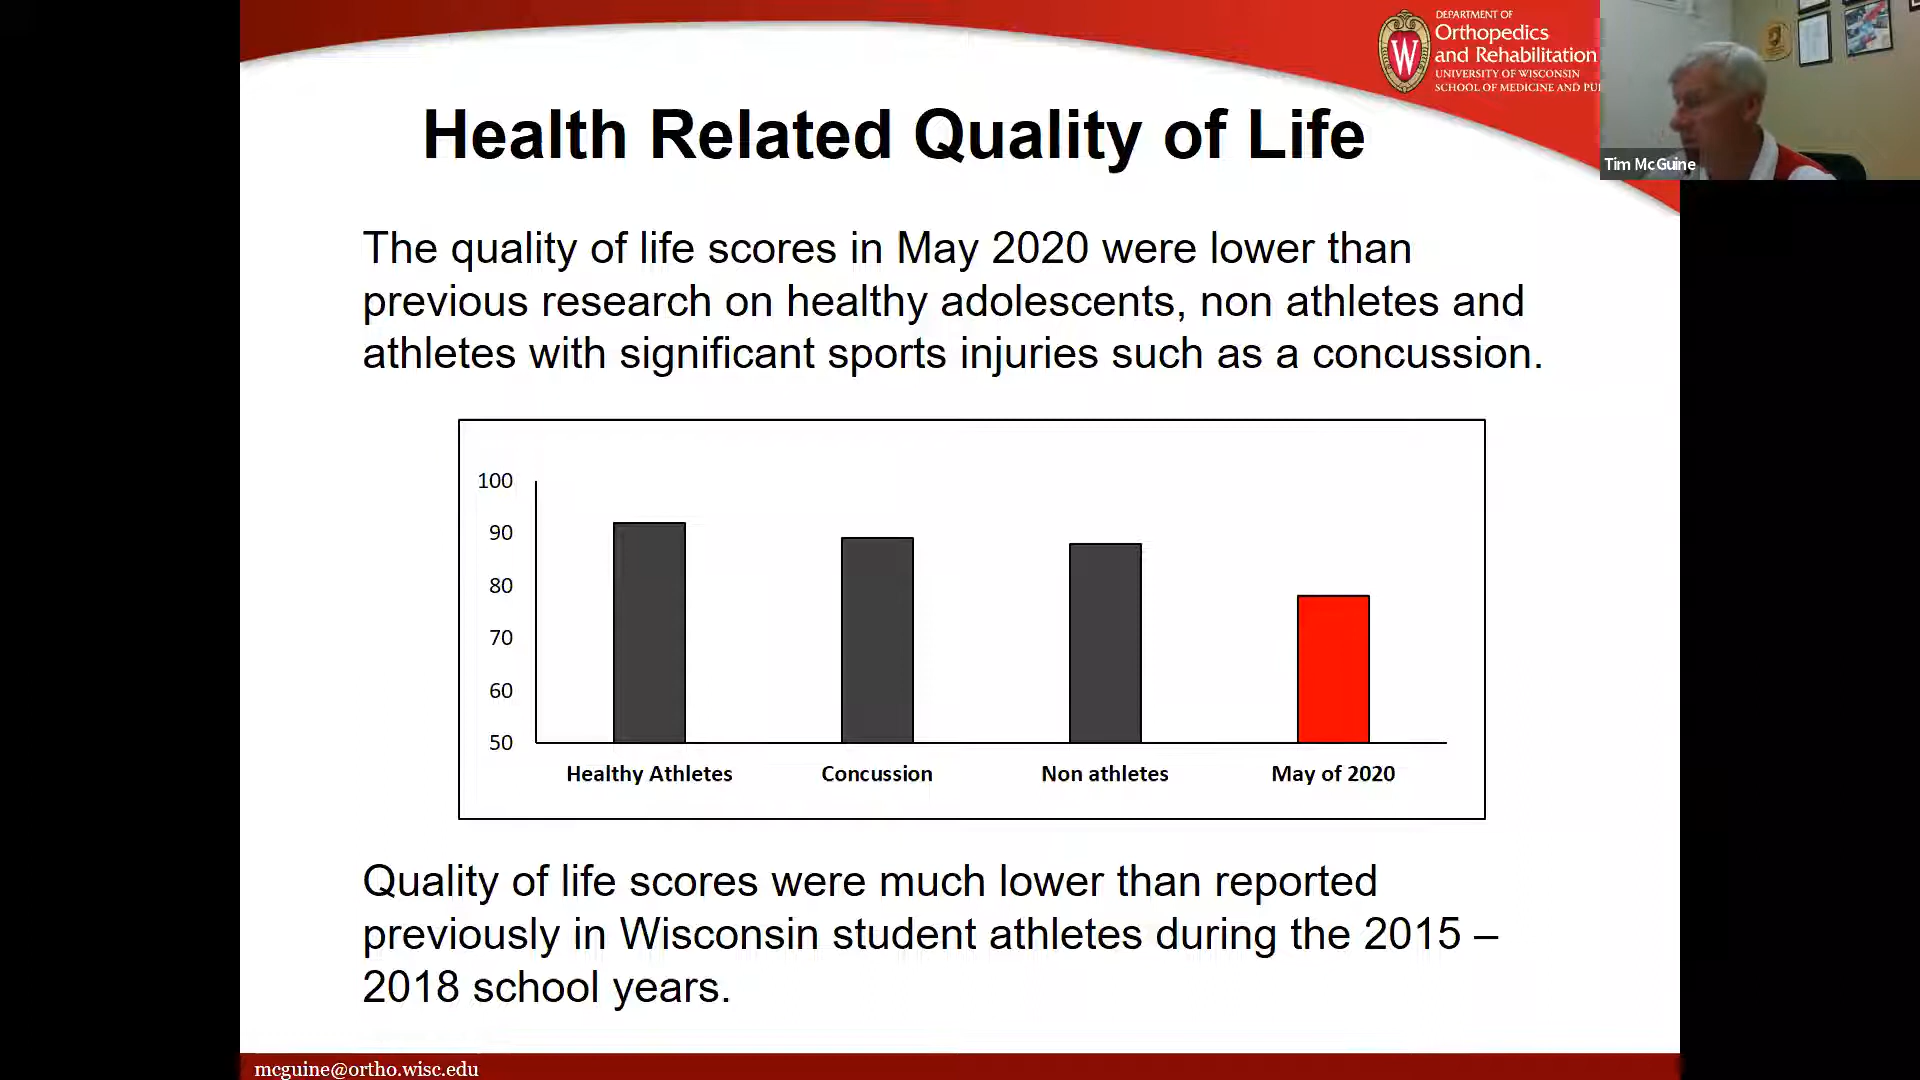 DEPARTMENT OF
Orthopedics
and Rehabilitation
UNIVERSITY OF WISCONSIN
SCHOOL OF MEDICINE AND PU
W
Tim McGuine
Health Related Quality of Life
The quality of life scores in May 2020 were lower than
previous research on healthy adolescents, non athletes and
athletes with significant sports injuries such as a concussion.
100
90
80
70
60
50
Healthy Athletes Concussion Non athletes May of 2020
Quality of life scores were much lower than reported
previously in Wisconsin student athletes during the 2015 –
2018 school years.
mcguine@ortho.wisc.edu